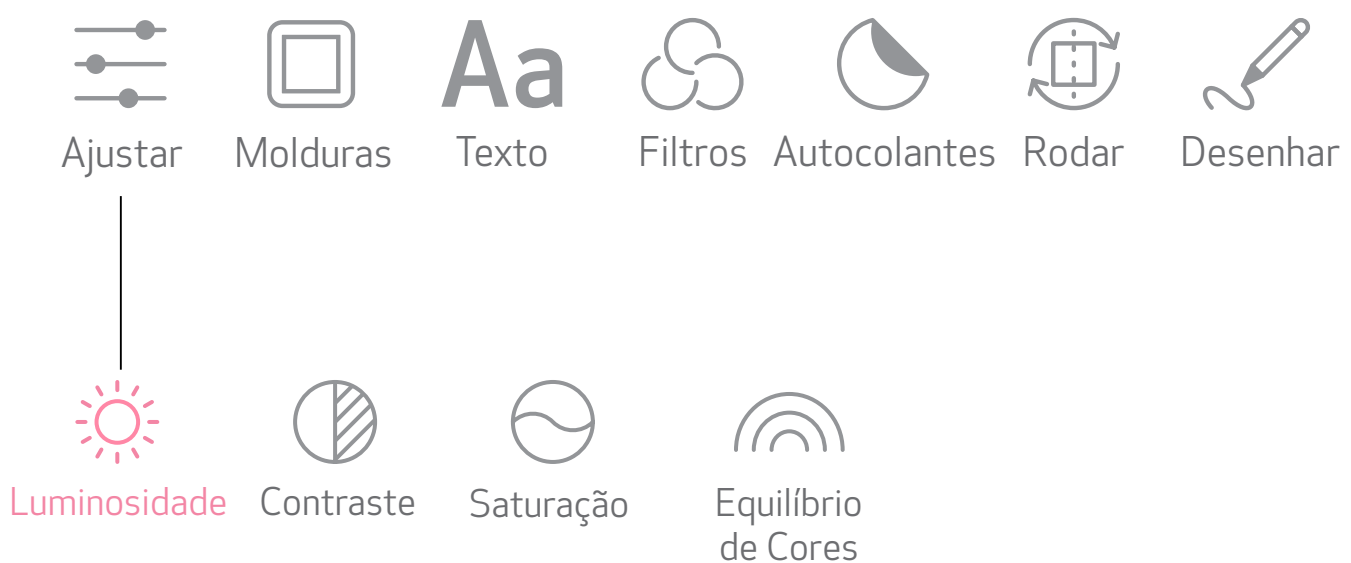 Aa
Ajustar Molduras Texto Filtros Autocolantes Rodar Desenhar
Luminosidade Contraste Saturação Equilíbrio
de Cores